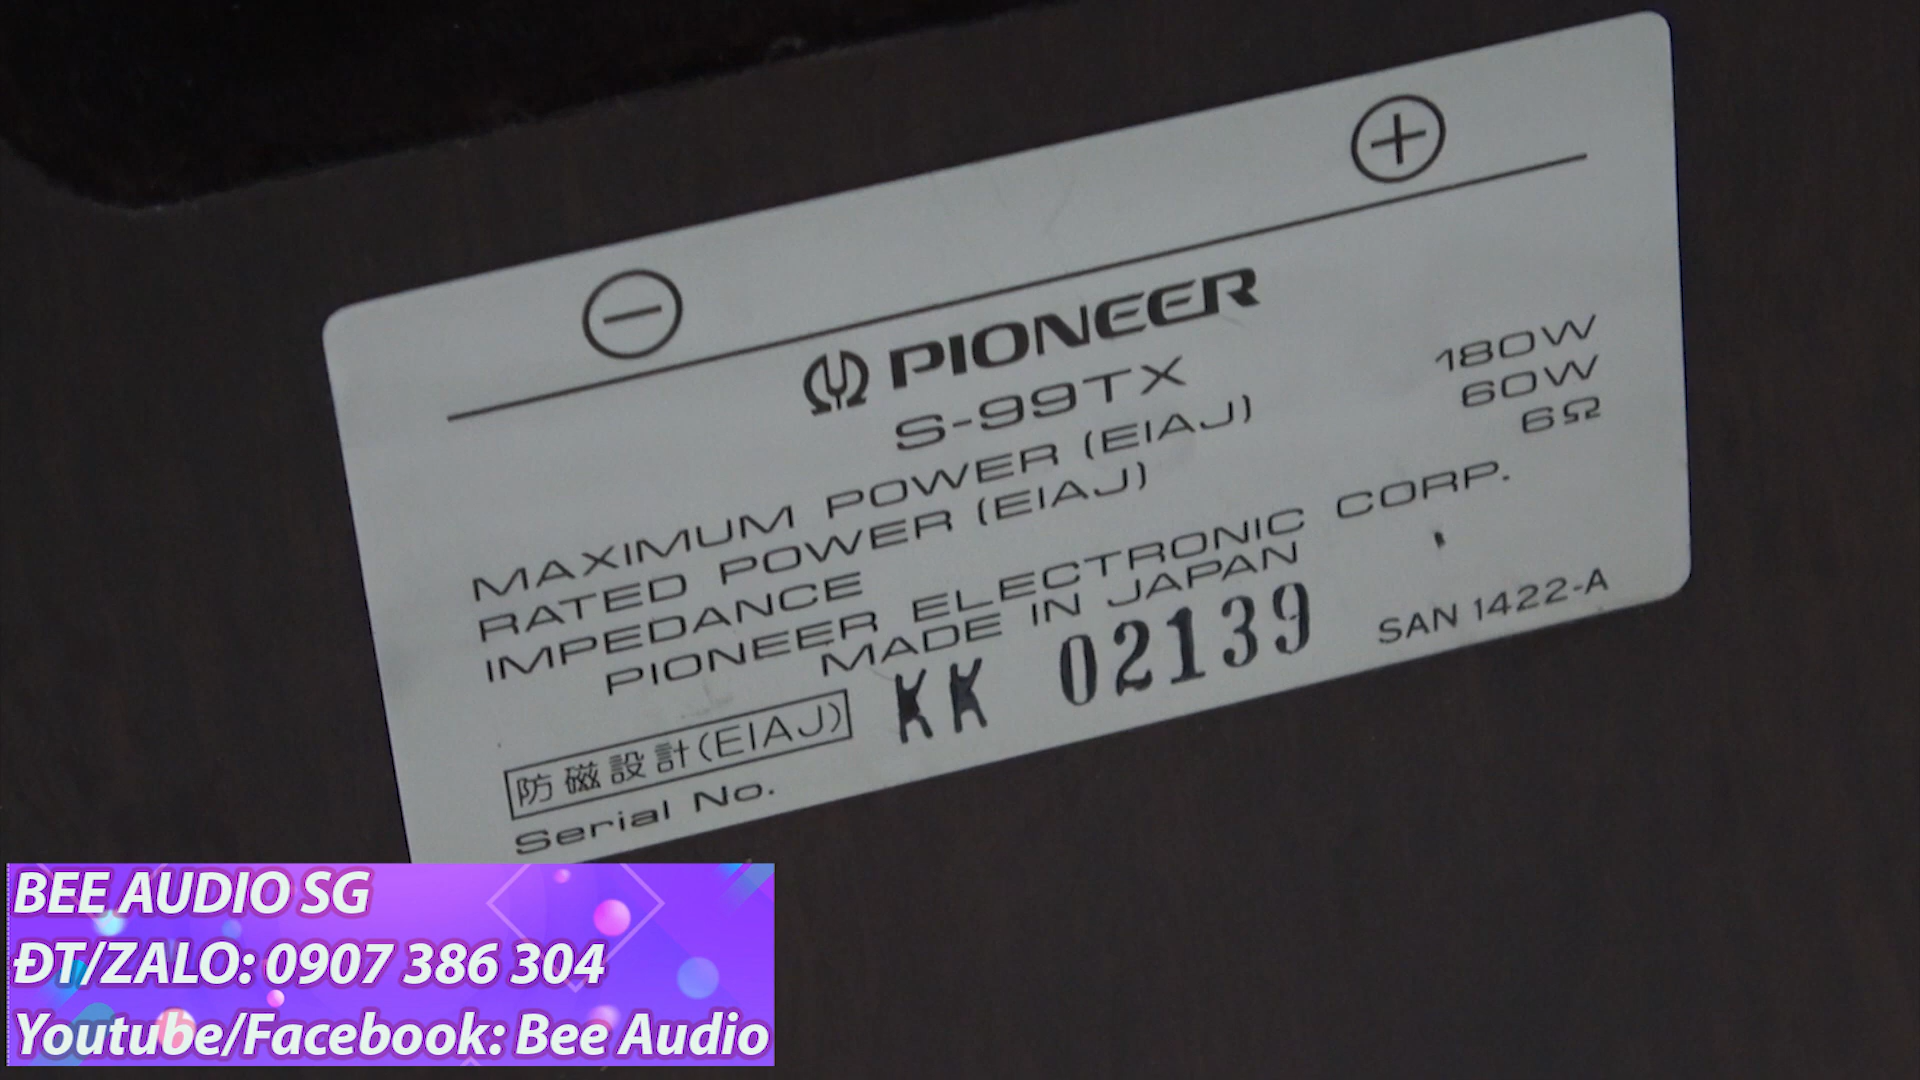 PIONEER
S-99TX
MAXIMUM POWER (EIAJ) 180W
RATED POWER (EIAJ) 60W
IMPEDANCE 6Ω
PIONEER ELECTRONIC CORP.
MADE IN JAPAN
防磁設計(EIAJ) KK 02139 SAN 1422-A
Serial No.
BEE AUDIO SG
ĐT/ZALO: 0907 386 304
Youtube/Facebook: Bee Audio